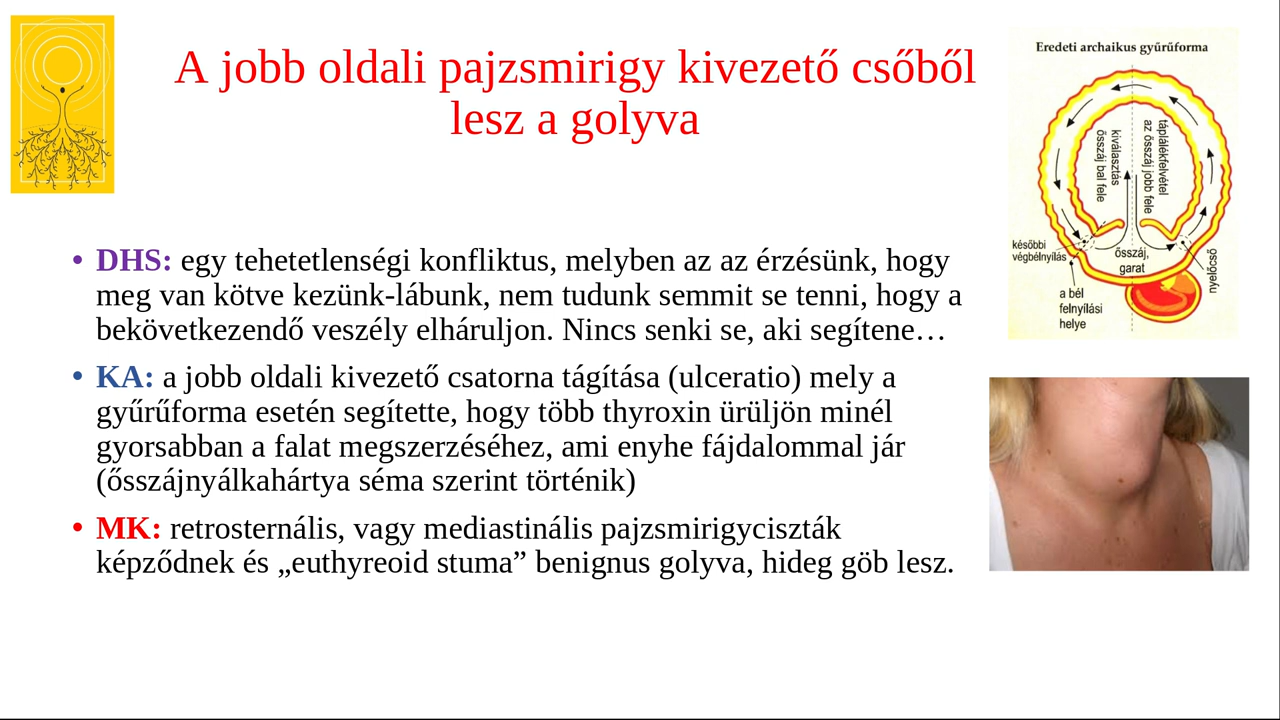 A jobb oldali pajzsmirigy kivezető csőből
lesz a golyva
• DHS: egy tehetetlenségi konfliktus, melyben az az érzésünk, hogy
meg van kötve kezünk-lábunk, nem tudunk semmit se tenni, hogy a
bekövetkezendő veszély elháruljon. Nincs senki se, aki segítene…
• KA: a jobb oldali kivezető csatorna tágítása (ulceratio) mely a
gyűrűforma esetén segítette, hogy több thyroxin ürüljön minél
gyorsabban a falat megszerzéséhez, ami enyhe fájdalommal jár
(ősszájnyálkahártya séma szerint történik)
• MK: retrosternális, vagy mediastinális pajzsmirigyciszták
képződnek és „euthyreoid stuma” benignus golyva, hideg göb lesz.
Eredeti archaikus gyűrűforma
kiválasztás
ősszáj bal fele
táplálékfelvétel
az ősszáj jobb fele
későbbi
végbélnyílás
ősszáj,
garat
nyelőcső
a bél
felnyílási
helye